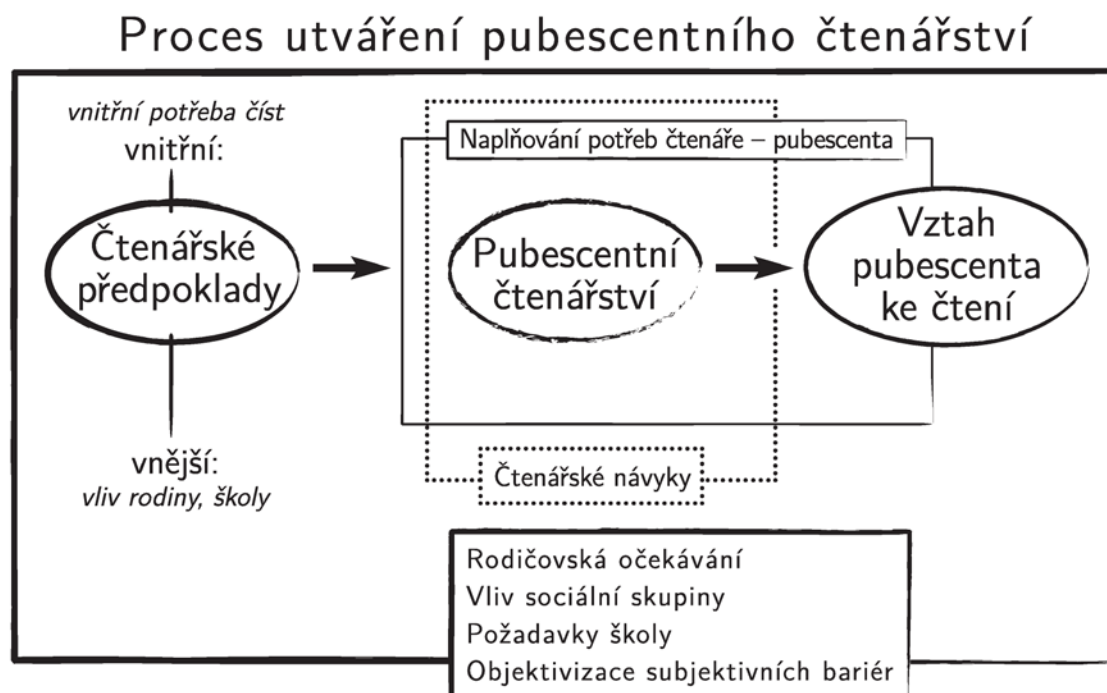 Proces utváření pubescentního čtenářství
vnitřní potřeba číst
vnitřní:
Čtenářské
předpoklady
vnější:
vliv rodiny, školy
Naplňování potřeb čtenáře – pubescenta
Pubescentní
čtenářství
Čtenářské návyky
Vztah
pubescenta
ke čtení
Rodičovská očekávání
Vliv sociální skupiny
Požadavky školy
Objektivizace subjektivních bariér